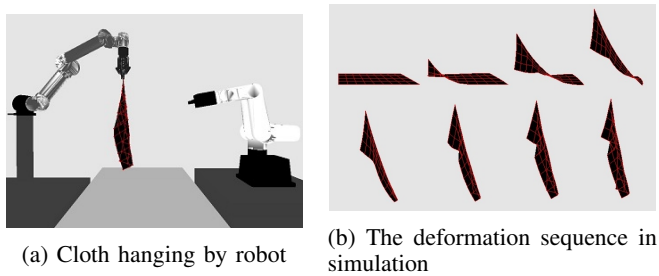 (a) Cloth hanging by robot
(b) The deformation sequence in
simulation